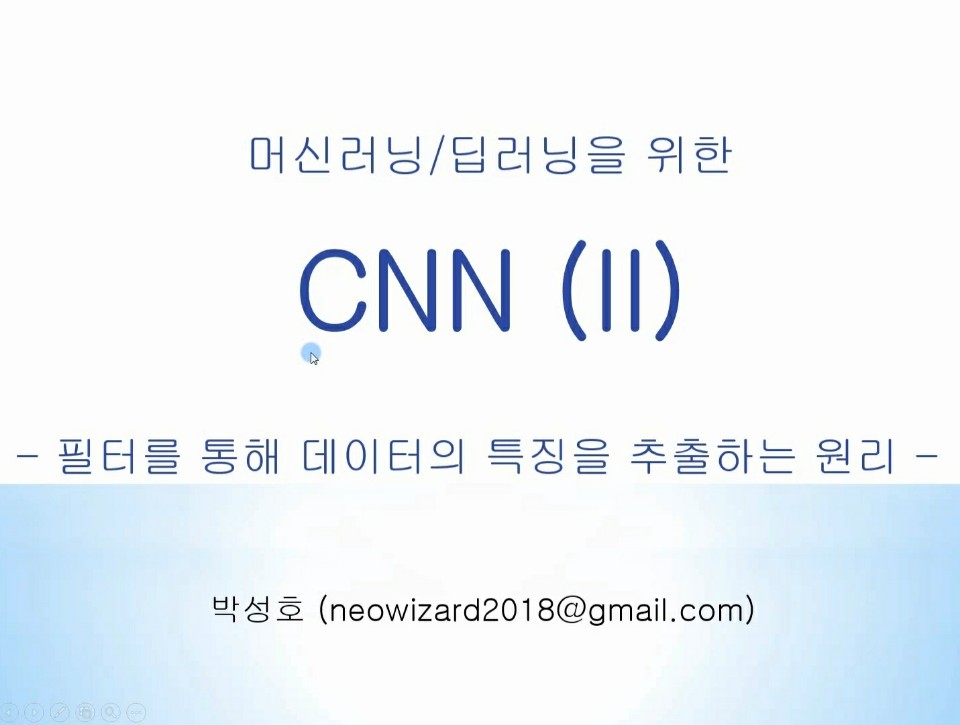 머신러닝/딥러닝을 위한
CNN (II)
- 필터를 통해 데이터의 특징을 추출하는 원리 -
박성호 (neowizard2018@gmail.com)